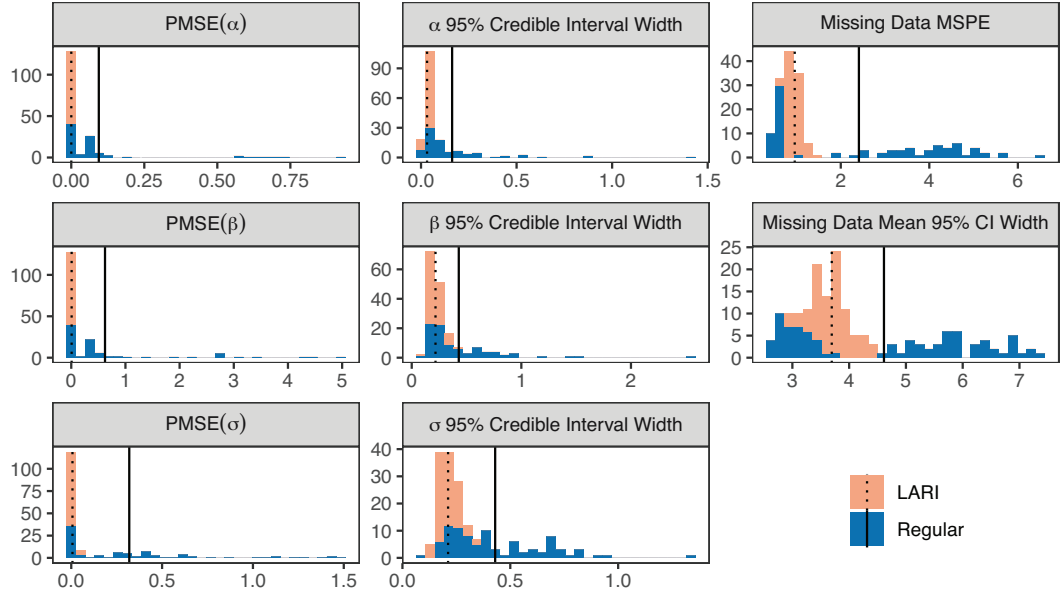 PMSE(α)
α 95% Credible Interval Width
Missing Data MSPE
100
50
0
0.00 0.25 0.50 0.75
90
60
30
0
0.0 0.5 1.0 1.5
40
30
20
10
0
2 4 6
PMSE(β)
β 95% Credible Interval Width
Missing Data Mean 95% CI Width
100
50
0
0 1 2 3 4 5
60
40
20
0
0 1 2
25
20
15
10
5
0
3 4 5 6 7
PMSE(σ)
σ 95% Credible Interval Width
100
75
50
25
0
0.0 0.5 1.0 1.5
40
30
20
10
0
0.0 0.5 1.0
LARI
Regular